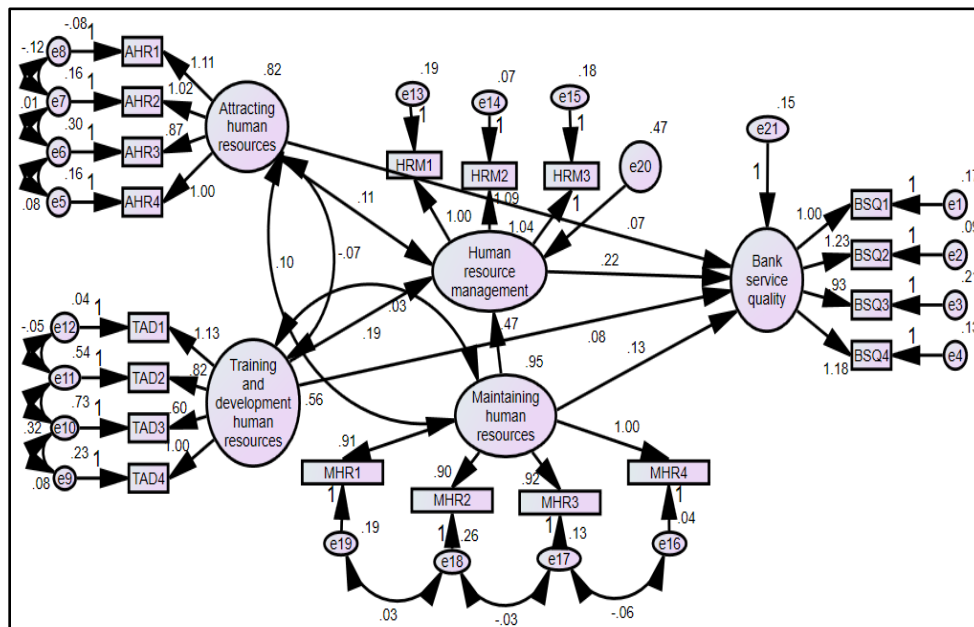 -.08
-.12
e8
1
AHR1
1.11
.82
.16
e7
1
AHR2
1.02
.01
.30
e6
1
AHR3
.87
.16
e5
1
AHR4
1.00
.08
Attracting
human
resources
.19
e13
1
HRM1
.07
e14
1
HRM2
.18
e15
1
HRM3
.47
e20
1.00
1.09
1.04
1
Human
resource
management
.11
.07
.22
.10
-.07
.03
.19
.47
.08
.13
.15
e21
1
Bank
service
quality
1.00
BSQ1
1
.17
e1
1.23
BSQ2
1
.09
e2
.93
BSQ3
1
e3
1.18
BSQ4
1
.13
e4
.04
-.05
e12
1
TAD1
1.13
.54
e11
1
TAD2
.82
.73
e10
1
TAD3
.60
.32
.23
e9
1
TAD4
1.00
.08
Training
and
development
human
resources
.56
.95
Maintaining
human
resources
.91
MHR1
.90
MHR2
.92
MHR3
1.00
MHR4
1
.19
e19
1
.26
e18
1
.13
e17
1
.04
e16
.03
-.03
-.06